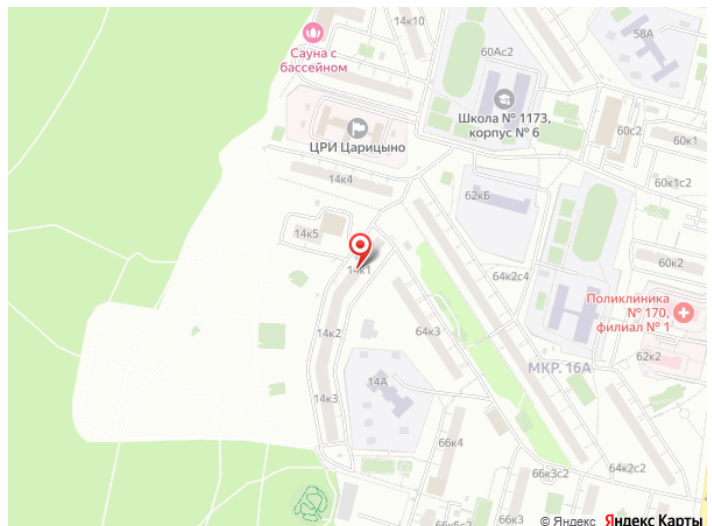 14к10
58А
Сауна с
бассейном
60Ас2
Школа № 1173,
корпус № 6
60с2
60к1
ЦРИ Царицыно
14к4
62кБ
60к1с2
14к5
14к1
64к2с4
60к2
Поликлиника
№ 170,
филиал № 1
14к2
64к3
62к2
МКР. 16А
14А
14к3
66к4
66к3с2
64к2с2
66к5с2
66к3
© Яндекс Яндекс Карты